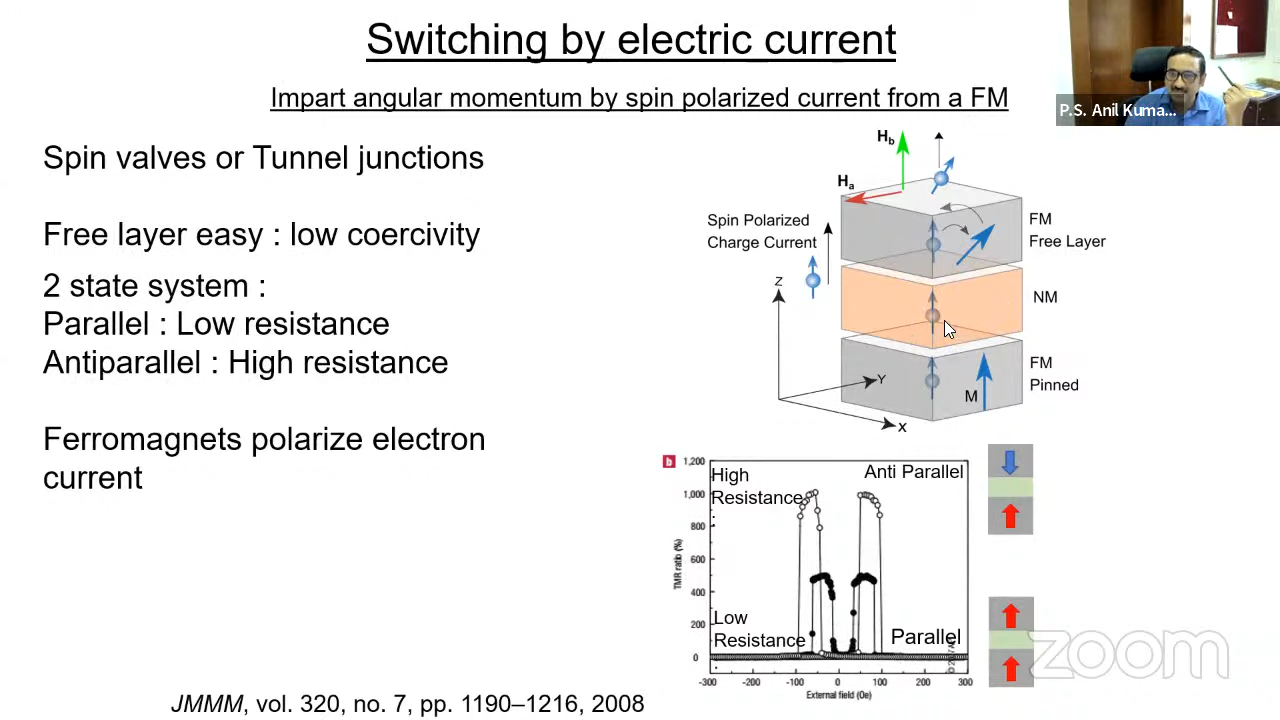 Switching by electric current
Impart angular momentum by spin polarized current from a FM
P.S. Anil Kuma...
Spin valves or Tunnel junctions
Free layer easy : low coercivity
2 state system :
Parallel : Low resistance
Antiparallel : High resistance
Ferromagnets polarize electron
current
Hb
Ha
Spin Polarized
Charge Current
FM
Free Layer
Z
NM
Y
X
M
FM
Pinned
b
1,200
1,000
800
600
400
200
0
TMR ratio (%)
High
Resistance
:
Anti Parallel
Low
Resistance
:
Parallel
-300
-200
-100
0
100
200
300
External field (Oe)
zoom
JMMM, vol. 320, no. 7, pp. 1190–1216, 2008